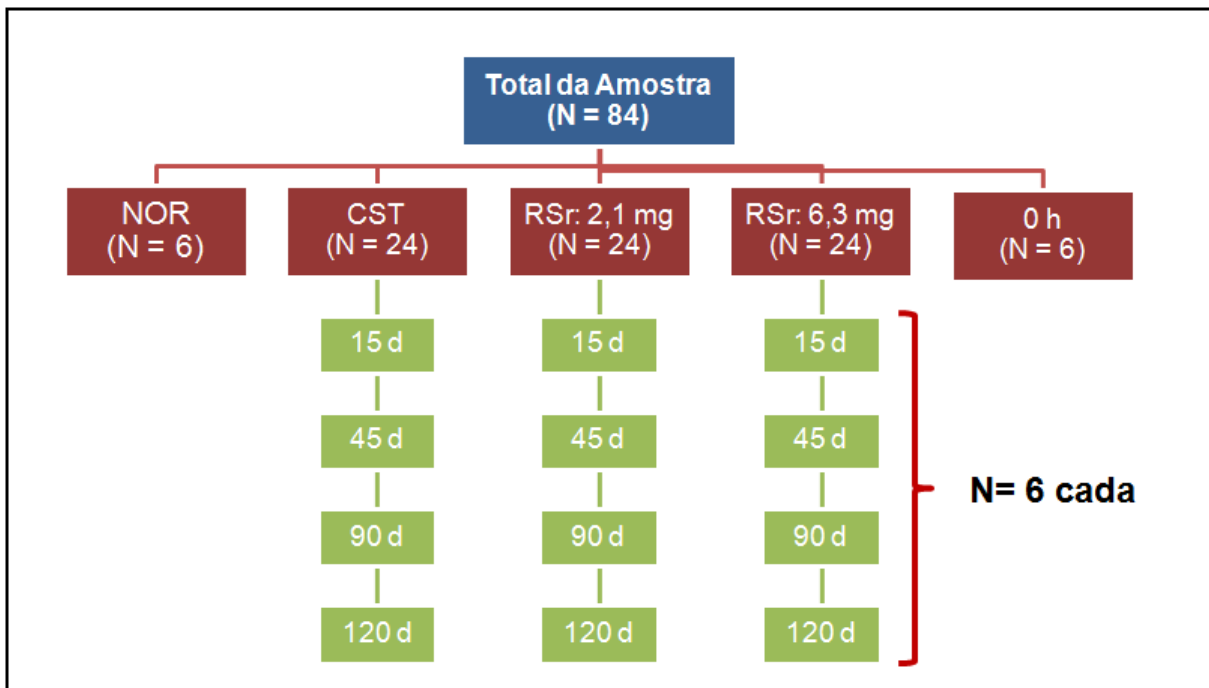 Total da Amostra
(N = 84)
NOR
(N = 6)
CST
(N = 24)
RSr: 2,1 mg
(N = 24)
RSr: 6,3 mg
(N = 24)
0 h
(N = 6)
15 d
15 d
15 d
45 d
45 d
45 d
N= 6 cada
90 d
90 d
90 d
120 d
120 d
120 d